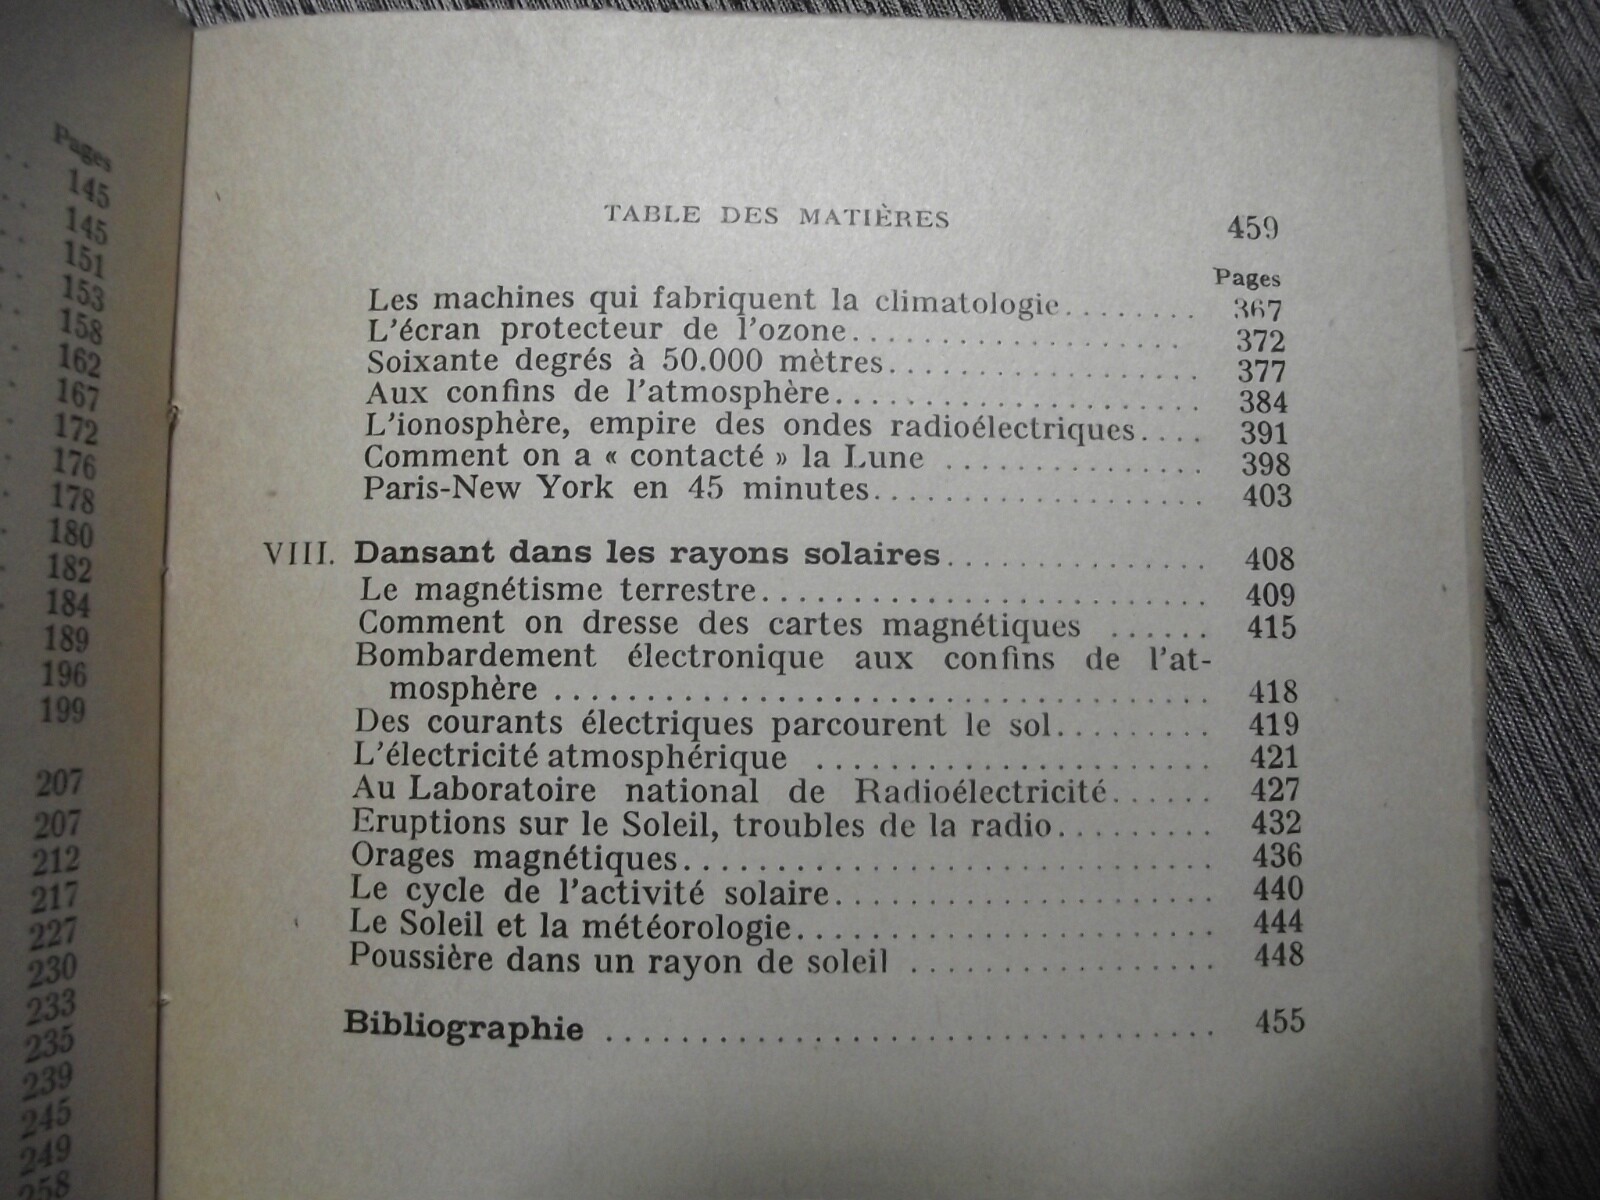 Pages
145
145
151
153
158
162
167
172
176
178
180
182
184
189
196
199
207
207
212
217
227
230
233
235
239
245
249
258
TABLE DES MATIÈRES 459
Pages
Les machines qui fabriquent la climatologie........ 367
L'écran protecteur de l'ozone.................. 372
Soixante degrés à 50.000 mètres.................. 377
Aux confins de l'atmosphère...................... 384
L'ionosphère, empire des ondes radioélectriques.... 391
Comment on a « contacté » la Lune ............... 398
Paris-New York en 45 minutes.................... 403
VIII. Dansant dans les rayons solaires............... 408
Le magnétisme terrestre.......................... 409
Comment on dresse des cartes magnétiques ...... 415
Bombardement électronique aux confins de l'at-
mosphère .................................. 418
Des courants électriques parcourent le sol......... 419
L'électricité atmosphérique ....................... 421
Au Laboratoire national de Radioélectricité...... 427
Eruptions sur le Soleil, troubles de la radio......... 432
Orages magnétiques............................... 436
Le cycle de l'activité solaire...................... 440
Le Soleil et la météorologie........................ 444
Poussière dans un rayon de soleil ................. 448
Bibliographie ................................ 455